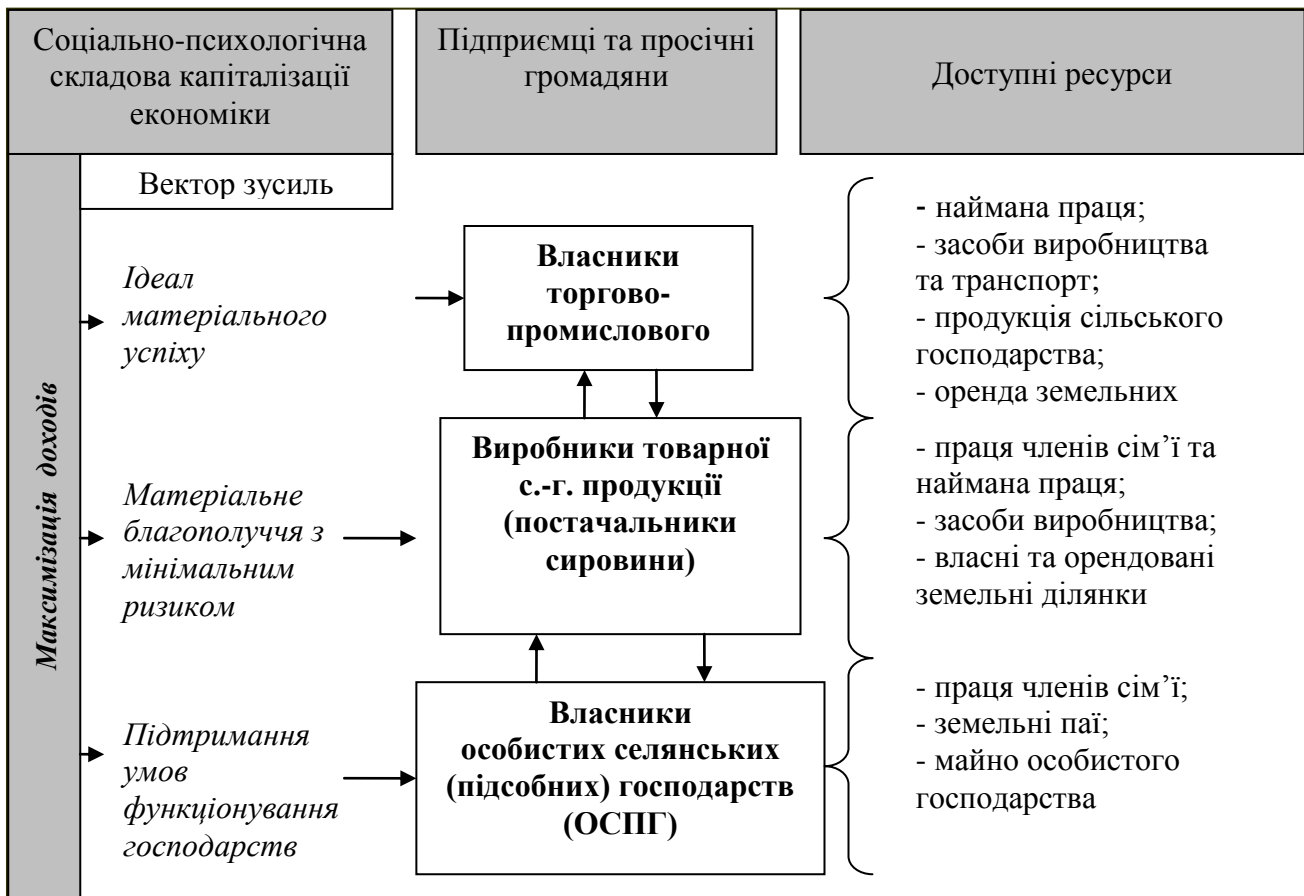 Соціально-психологічна
складова капіталізації
економіки
Підприємці та просічні
громадяни
Доступні ресурси
Вектор зусиль
Максимізація доходів
Ідеал
матеріального
успіху
Власники
торгово-
промислового
- наймана праця;
- засоби виробництва
та транспорт;
- продукція сільського
господарства;
- оренда земельних
Матеріальне
благополуччя з
мінімальним
ризиком
Виробники товарної
с.-г. продукції
(постачальники
сировини)
- праця членів сім’ї та
наймана праця;
- засоби виробництва;
- власні та орендовані
земельні ділянки
Підтримання
умов
функціонування
господарств
Власники
особистих селянських
(підсобних) господарств
(ОСПГ)
- праця членів сім’ї;
- земельні паї;
- майно особистого
господарства